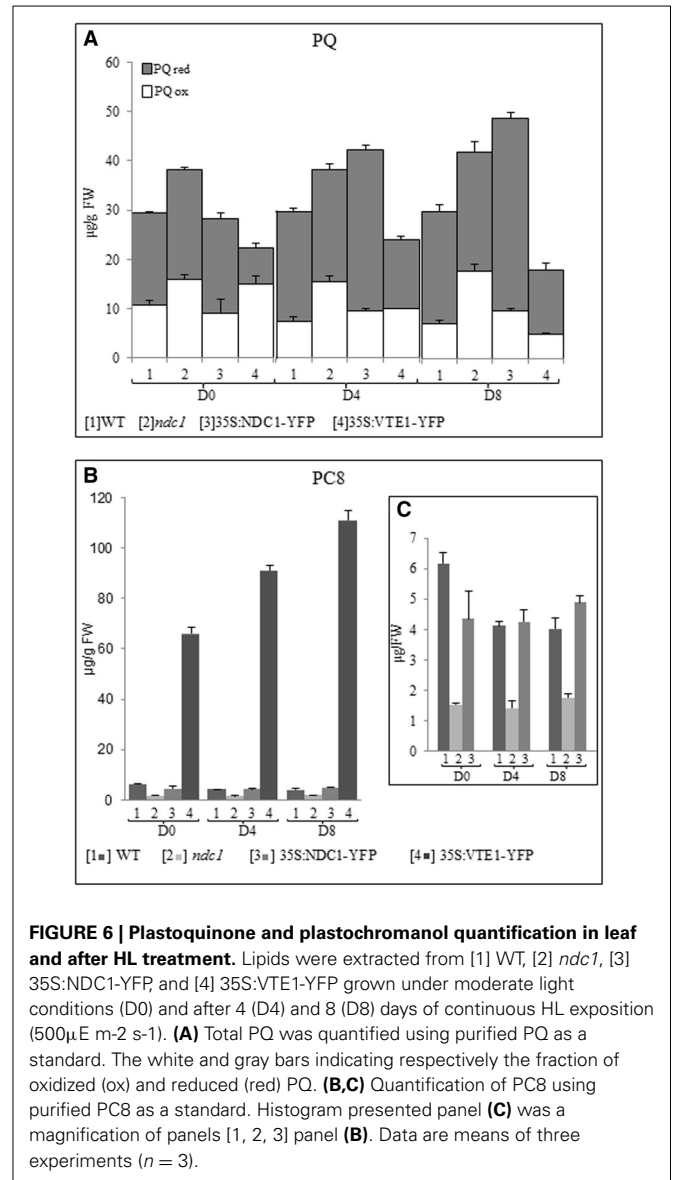 A
PQ
PQ red
PQ ox
60
50
40
30
20
10
0
µg/g FW
1 2 3 4 1 2 3 4 1 2 3 4
D0 D4 D8
[1]WT [2]ndc1 [3]35S:NDC1-YFP [4]35S:VTE1-YFP
B
PC8
120
100
80
60
40
20
0
µg/g FW
1 2 3 4 1 2 3 4 1 2 3 4
D0 D4 D8
C
7
6
5
4
3
2
1
0
µg/FW
1 2 3 1 2 3 1 2 3
D0 D4 D8
[1■] WT [2■] ndc1 [3■] 35S:NDC1-YFP [4■] 35S:VTE1-YFP
FIGURE 6 | Plastoquinone and plastochromanol quantification in leaf
and after HL treatment. Lipids were extracted from [1] WT, [2] ndc1, [3]
35S:NDC1-YFP, and [4] 35S:VTE1-YFP grown under moderate light
conditions (D0) and after 4 (D4) and 8 (D8) days of continuous HL exposition
(500µE m-2 s-1). (A) Total PQ was quantified using purified PQ as a
standard. The white and gray bars indicating respectively the fraction of
oxidized (ox) and reduced (red) PQ. (B,C) Quantification of PC8 using
purified PC8 as a standard. Histogram presented panel (C) was a
magnification of panels [1, 2, 3] panel (B). Data are means of three
experiments (n = 3).